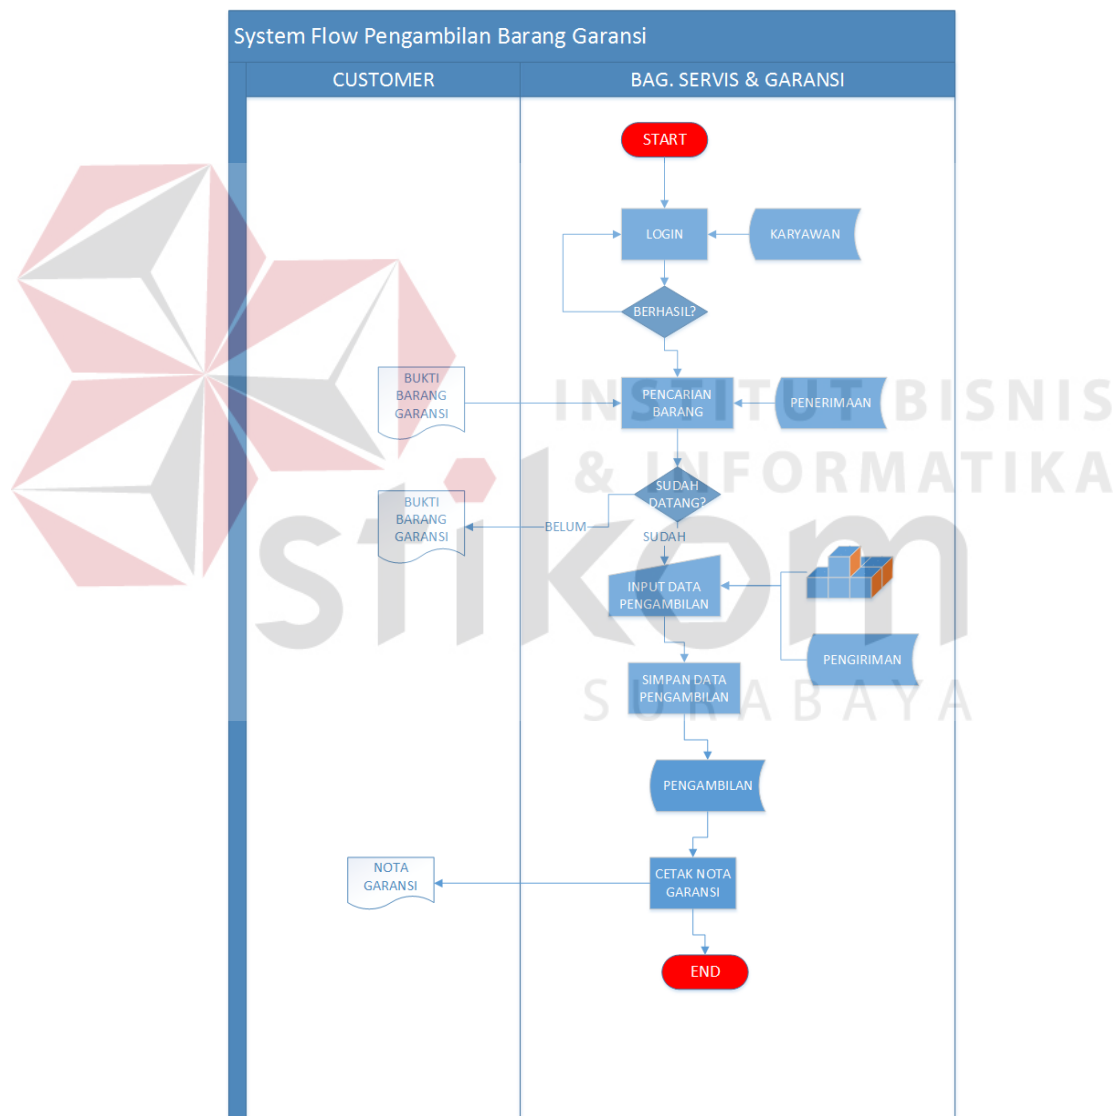 System Flow Pengambilan Barang Garansi
CUSTOMER
BAG. SERVIS & GARANSI
START
LOGIN
KARYAWAN
BERHASIL?
BUKTI
BARANG
GARANSI
PENCARIAN
BARANG
PENERIMAAN
INSTITUT BISNIS
& INFORMATIKA
stikom
SURABAYA
SUDAH
DATANG?
BUKTI
BARANG
GARANSI
BELUM
SUDAH
INPUT DATA
PENGAMBILAN
PENGIRIMAN
SIMPAN DATA
PENGAMBILAN
PENGAMBILAN
NOTA
GARANSI
CETAK NOTA
GARANSI
END